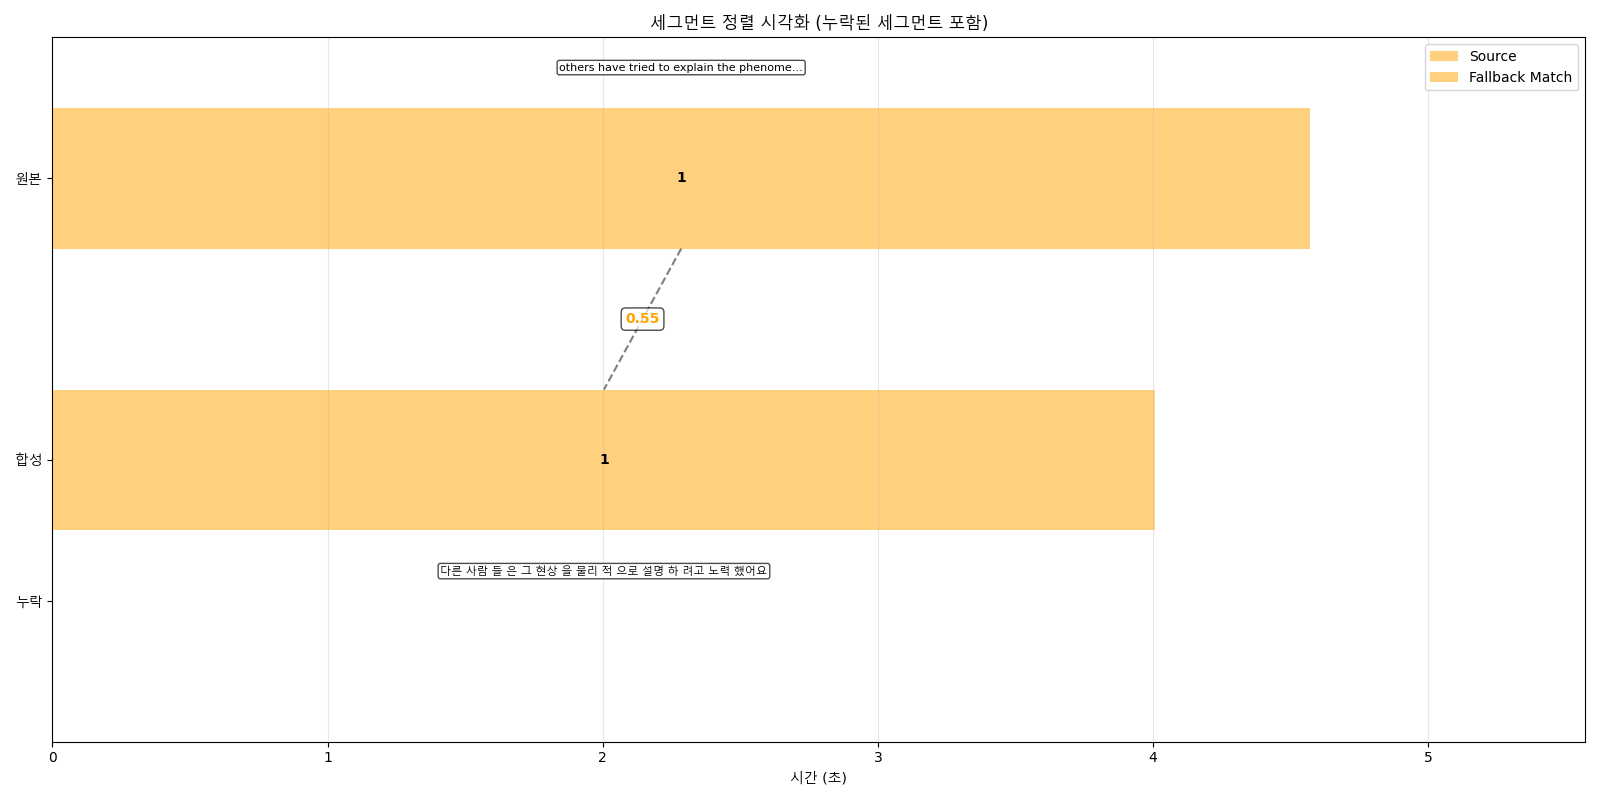 세그먼트 정렬 시각화 (누락된 세그먼트 포함)
Source
Fallback Match
others have tried to explain the phenome...
원본
1
0.55
합성
1
다른 사람 들 은 그 현상 을 물리 적 으로 설명 하 려고 노력 했어요
누락
0 1 2 3 4 5
시간 (초)